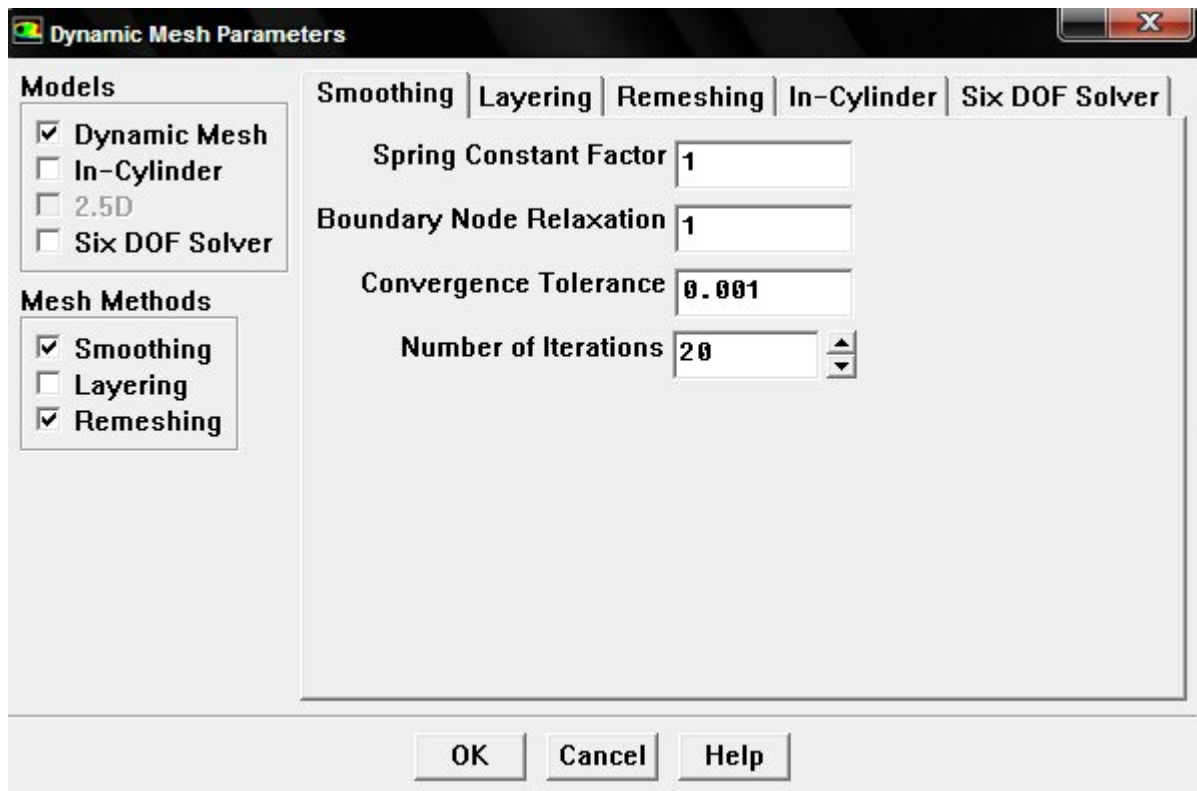 Dynamic Mesh Parameters
Models
Dynamic Mesh
In-Cylinder
2.5D
Six DOF Solver
Mesh Methods
Smoothing
Layering
Remeshing
Smoothing Layering Remeshing In-Cylinder Six DOF Solver
Spring Constant Factor 1
Boundary Node Relaxation 1
Convergence Tolerance 0.001
Number of Iterations 20
OK Cancel Help